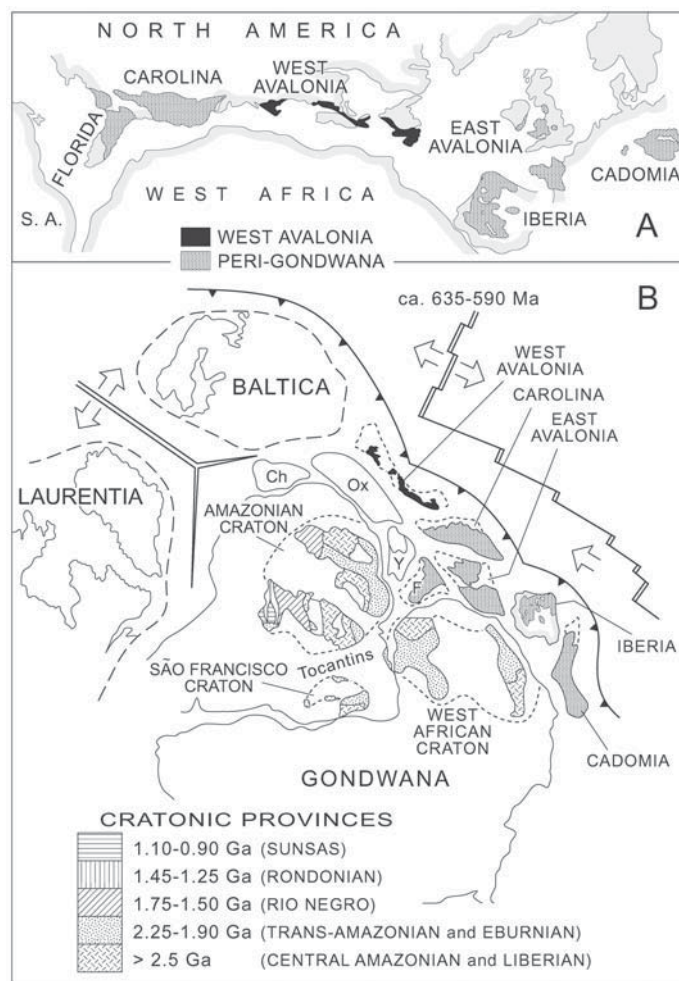 NORTH AMERICA
CAROLINA
WEST
AVALONIA
FLORIDA
EAST
AVALONIA
CADOMIA
WEST AFRICA
S. A.
IBERIA
A
WEST AVALONIA
PERI-GONDWANA
B
ca. 635-590 Ma
WEST
AVALONIA
CAROLINA
EAST
AVALONIA
BALTICA
LAURENTIA
Ch
Ox
AMAZONIAN
CRATON
Y
F
IBERIA
Tocantins
SÃO FRANCISCO
CRATON
WEST
AFRICAN
CRATON
CADOMIA
GONDWANA
CRATONIC PROVINCES
1.10-0.90 Ga (SUNSAS)
1.45-1.25 Ga (RONDONIAN)
1.75-1.50 Ga (RIO NEGRO)
2.25-1.90 Ga (TRANS-AMAZONIAN and EBURNIAN)
> 2.5 Ga (CENTRAL AMAZONIAN and LIBERIAN)